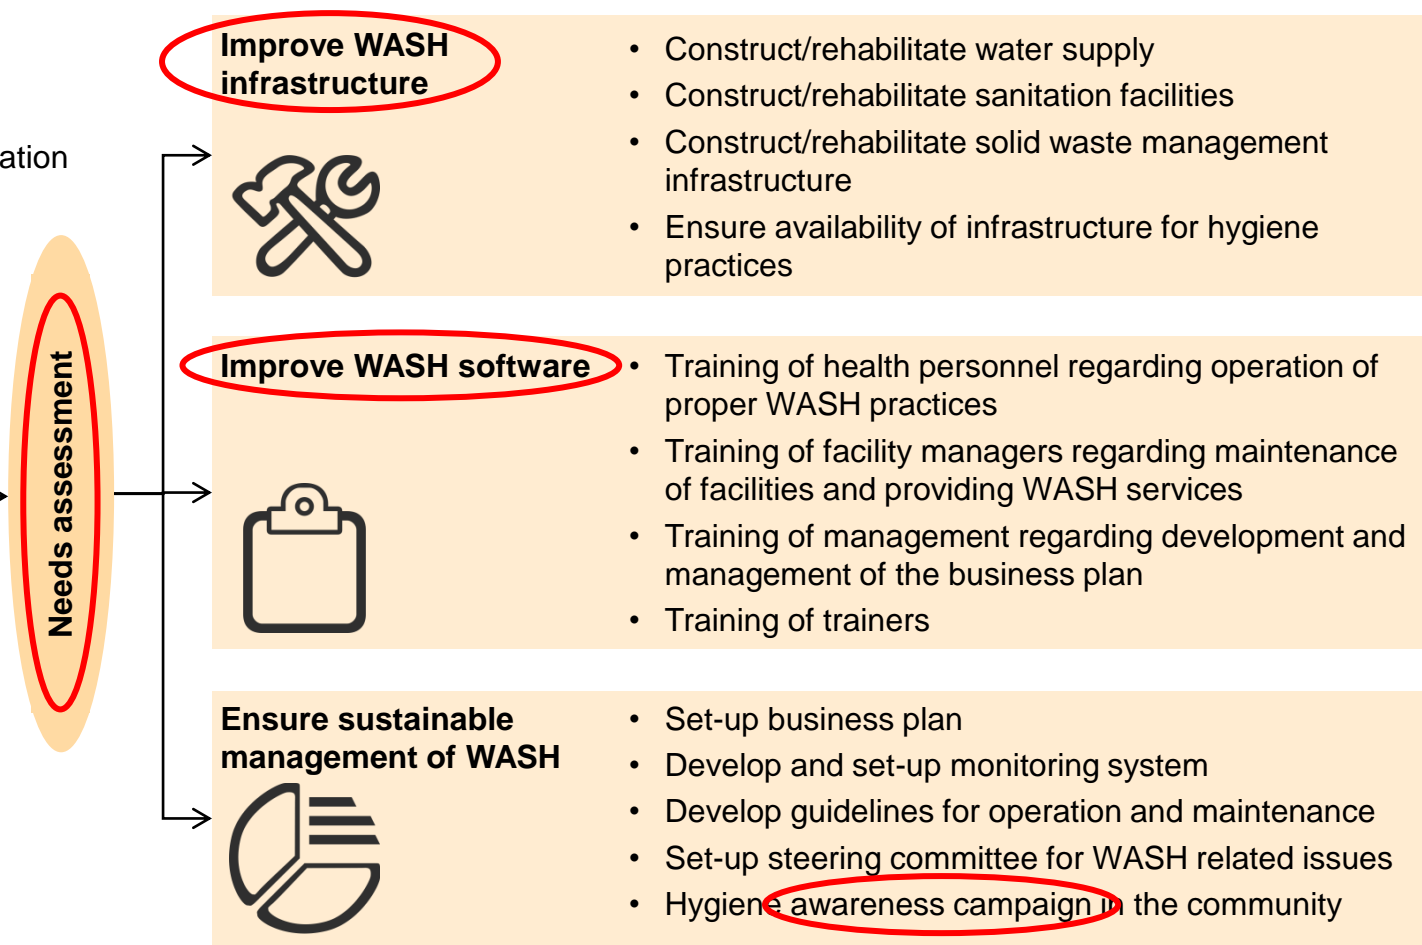 ation
Needs assessment
Improve WASH
infrastructure
• Construct/rehabilitate water supply
• Construct/rehabilitate sanitation facilities
• Construct/rehabilitate solid waste management
infrastructure
• Ensure availability of infrastructure for hygiene
practices
Improve WASH software
• Training of health personnel regarding operation of
proper WASH practices
• Training of facility managers regarding maintenance
of facilities and providing WASH services
• Training of management regarding development and
management of the business plan
• Training of trainers
Ensure sustainable
management of WASH
• Set-up business plan
• Develop and set-up monitoring system
• Develop guidelines for operation and maintenance
• Set-up steering committee for WASH related issues
• Hygiene awareness campaign in the community